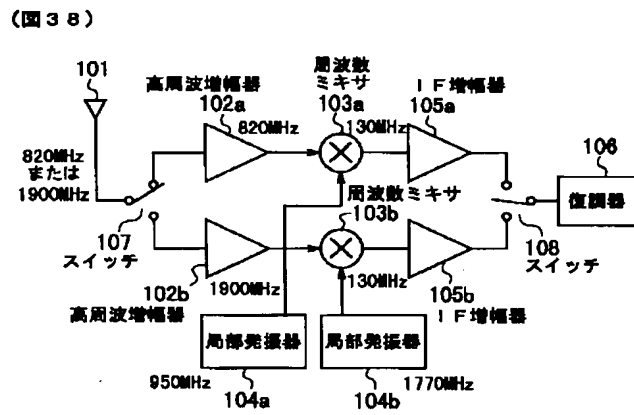 (図38)
101
高周波増幅器
102a
周波数
ミキサ
103a
IF増幅器
105a
820MHz
130MHz
820MHz
または
1900MHz
106
復調器
107
スイッチ
周波数ミキサ
103b
108
スイッチ
102b
1900MHz
130MHz
105b
高周波増幅器
IF増幅器
局部発振器
局部発振器
950MHz
104a
104b
1770MHz